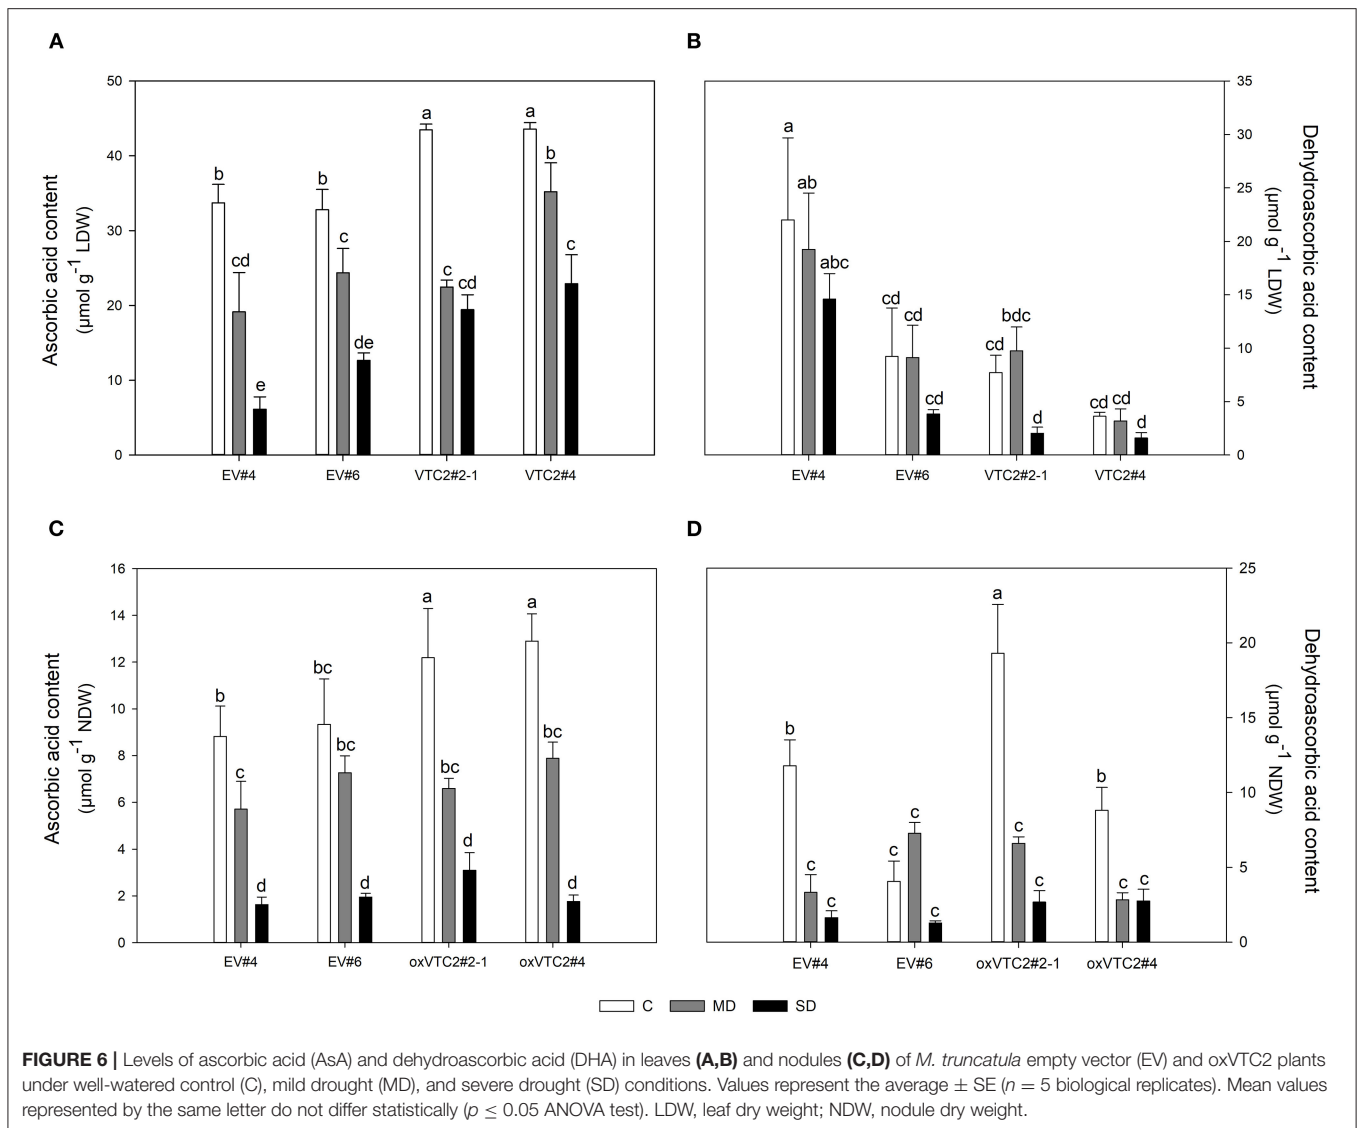 A
B
50
40
30
20
10
0
Ascorbic acid content
(µmol g-1 LDW)
b
cd
e
b
c
de
a
c
cd
a
b
c
EV#4
EV#6
VTC2#2-1
VTC2#4
a
ab
abc
cd
cd
cd
cd
bdc
d
cd
cd
d
EV#4
EV#6
VTC2#2-1
VTC2#4
35
30
25
20
15
10
5
0
Dehydroascorbic acid content
(µmol g-1 LDW)
C
D
16
14
12
10
8
6
4
2
0
Ascorbic acid content
(µmol g-1 NDW)
b
c
d
bc
bc
d
a
bc
d
a
bc
d
EV#4
EV#6
oxVTC2#2-1
oxVTC2#4
b
c
c
c
c
c
a
c
c
b
c
c
EV#4
EV#6
oxVTC2#2-1
oxVTC2#4
25
20
15
10
5
0
Dehydroascorbic acid content
(µmol g-1 NDW)
C MD SD
FIGURE 6 | Levels of ascorbic acid (AsA) and dehydroascorbic acid (DHA) in leaves (A,B) and nodules (C,D) of M. truncatula empty vector (EV) and oxVTC2 plants
under well-watered control (C), mild drought (MD), and severe drought (SD) conditions. Values represent the average ± SE (n = 5 biological replicates). Mean values
represented by the same letter do not differ statistically (p ≤ 0.05 ANOVA test). LDW, leaf dry weight; NDW, nodule dry weight.